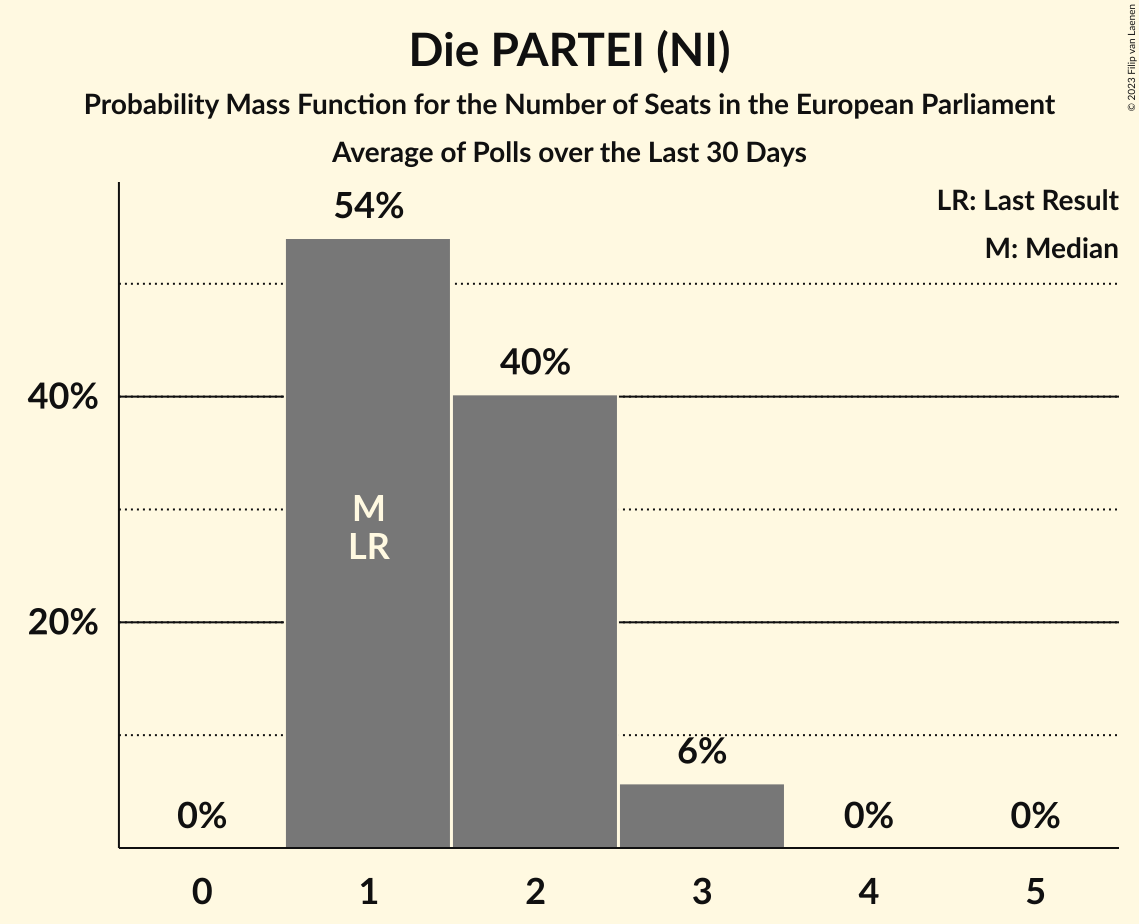 Die PARTEI (NI)
Probability Mass Function for the Number of Seats in the European Parliament
Average of Polls over the Last 30 Days
© 2023 Filip van Laenen
LR: Last Result
M: Median
54%
40%
40%
M
LR
20%
6%
0%
0%
0%
0
1
2
3
4
5